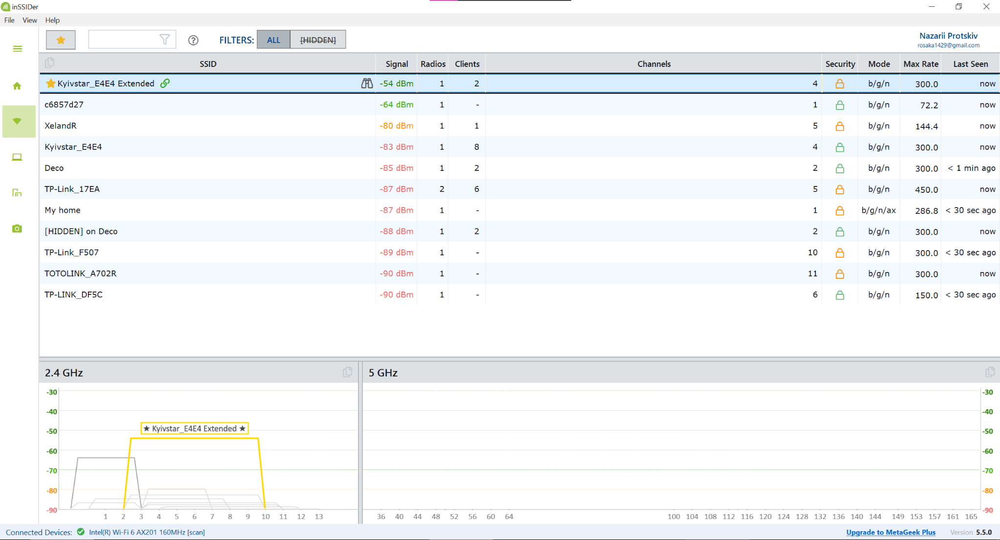 inSSIDer
File View Help
FILTERS: ALL [HIDDEN]
Nazarii Protskiv
rosaka1429@gmail.com
SSID Signal Radios Clients Channels Security Mode Max Rate Last Seen
Kyivstar_E4E4 Extended -54 dBm 1 2 4 b/g/n 300.0 now
c6857d27 -64 dBm 1 - 1 b/g/n 72.2 now
XelandR -80 dBm 1 1 5 b/g/n 144.4 now
Kyivstar_E4E4 -83 dBm 1 8 4 b/g/n 300.0 now
Deco -85 dBm 1 2 2 b/g/n 300.0 < 1 min ago
TP-Link_17EA -87 dBm 2 6 5 b/g/n 450.0 now
My home -87 dBm 1 - 1 b/g/n/ax 286.8 < 30 sec ago
[HIDDEN] on Deco -88 dBm 1 2 2 b/g/n 300.0 now
TP-Link_F507 -89 dBm 1 - 10 b/g/n 300.0 < 30 sec ago
TOTOLINK_A702R -90 dBm 1 - 11 b/g/n 300.0 now
TP-LINK_DF5C -90 dBm 1 - 6 b/g/n 150.0 < 30 sec ago
2.4 GHz
-30
-40
-50
-60
-70
-80
-90
★ Kyivstar_E4E4 Extended ★
1 2 3 4 5 6 7 8 9 10 11 12 13
5 GHz
-30
-40
-50
-60
-70
-80
-90
36 40 44 48 52 56 60 64 100 104 108 112 116 120 124 128 132 136 140 144 149 153 157 161 165
Connected Devices: Intel(R) Wi-Fi 6 AX201 160MHz [scan]
Upgrade to MetaGeek Plus Version 5.5.0